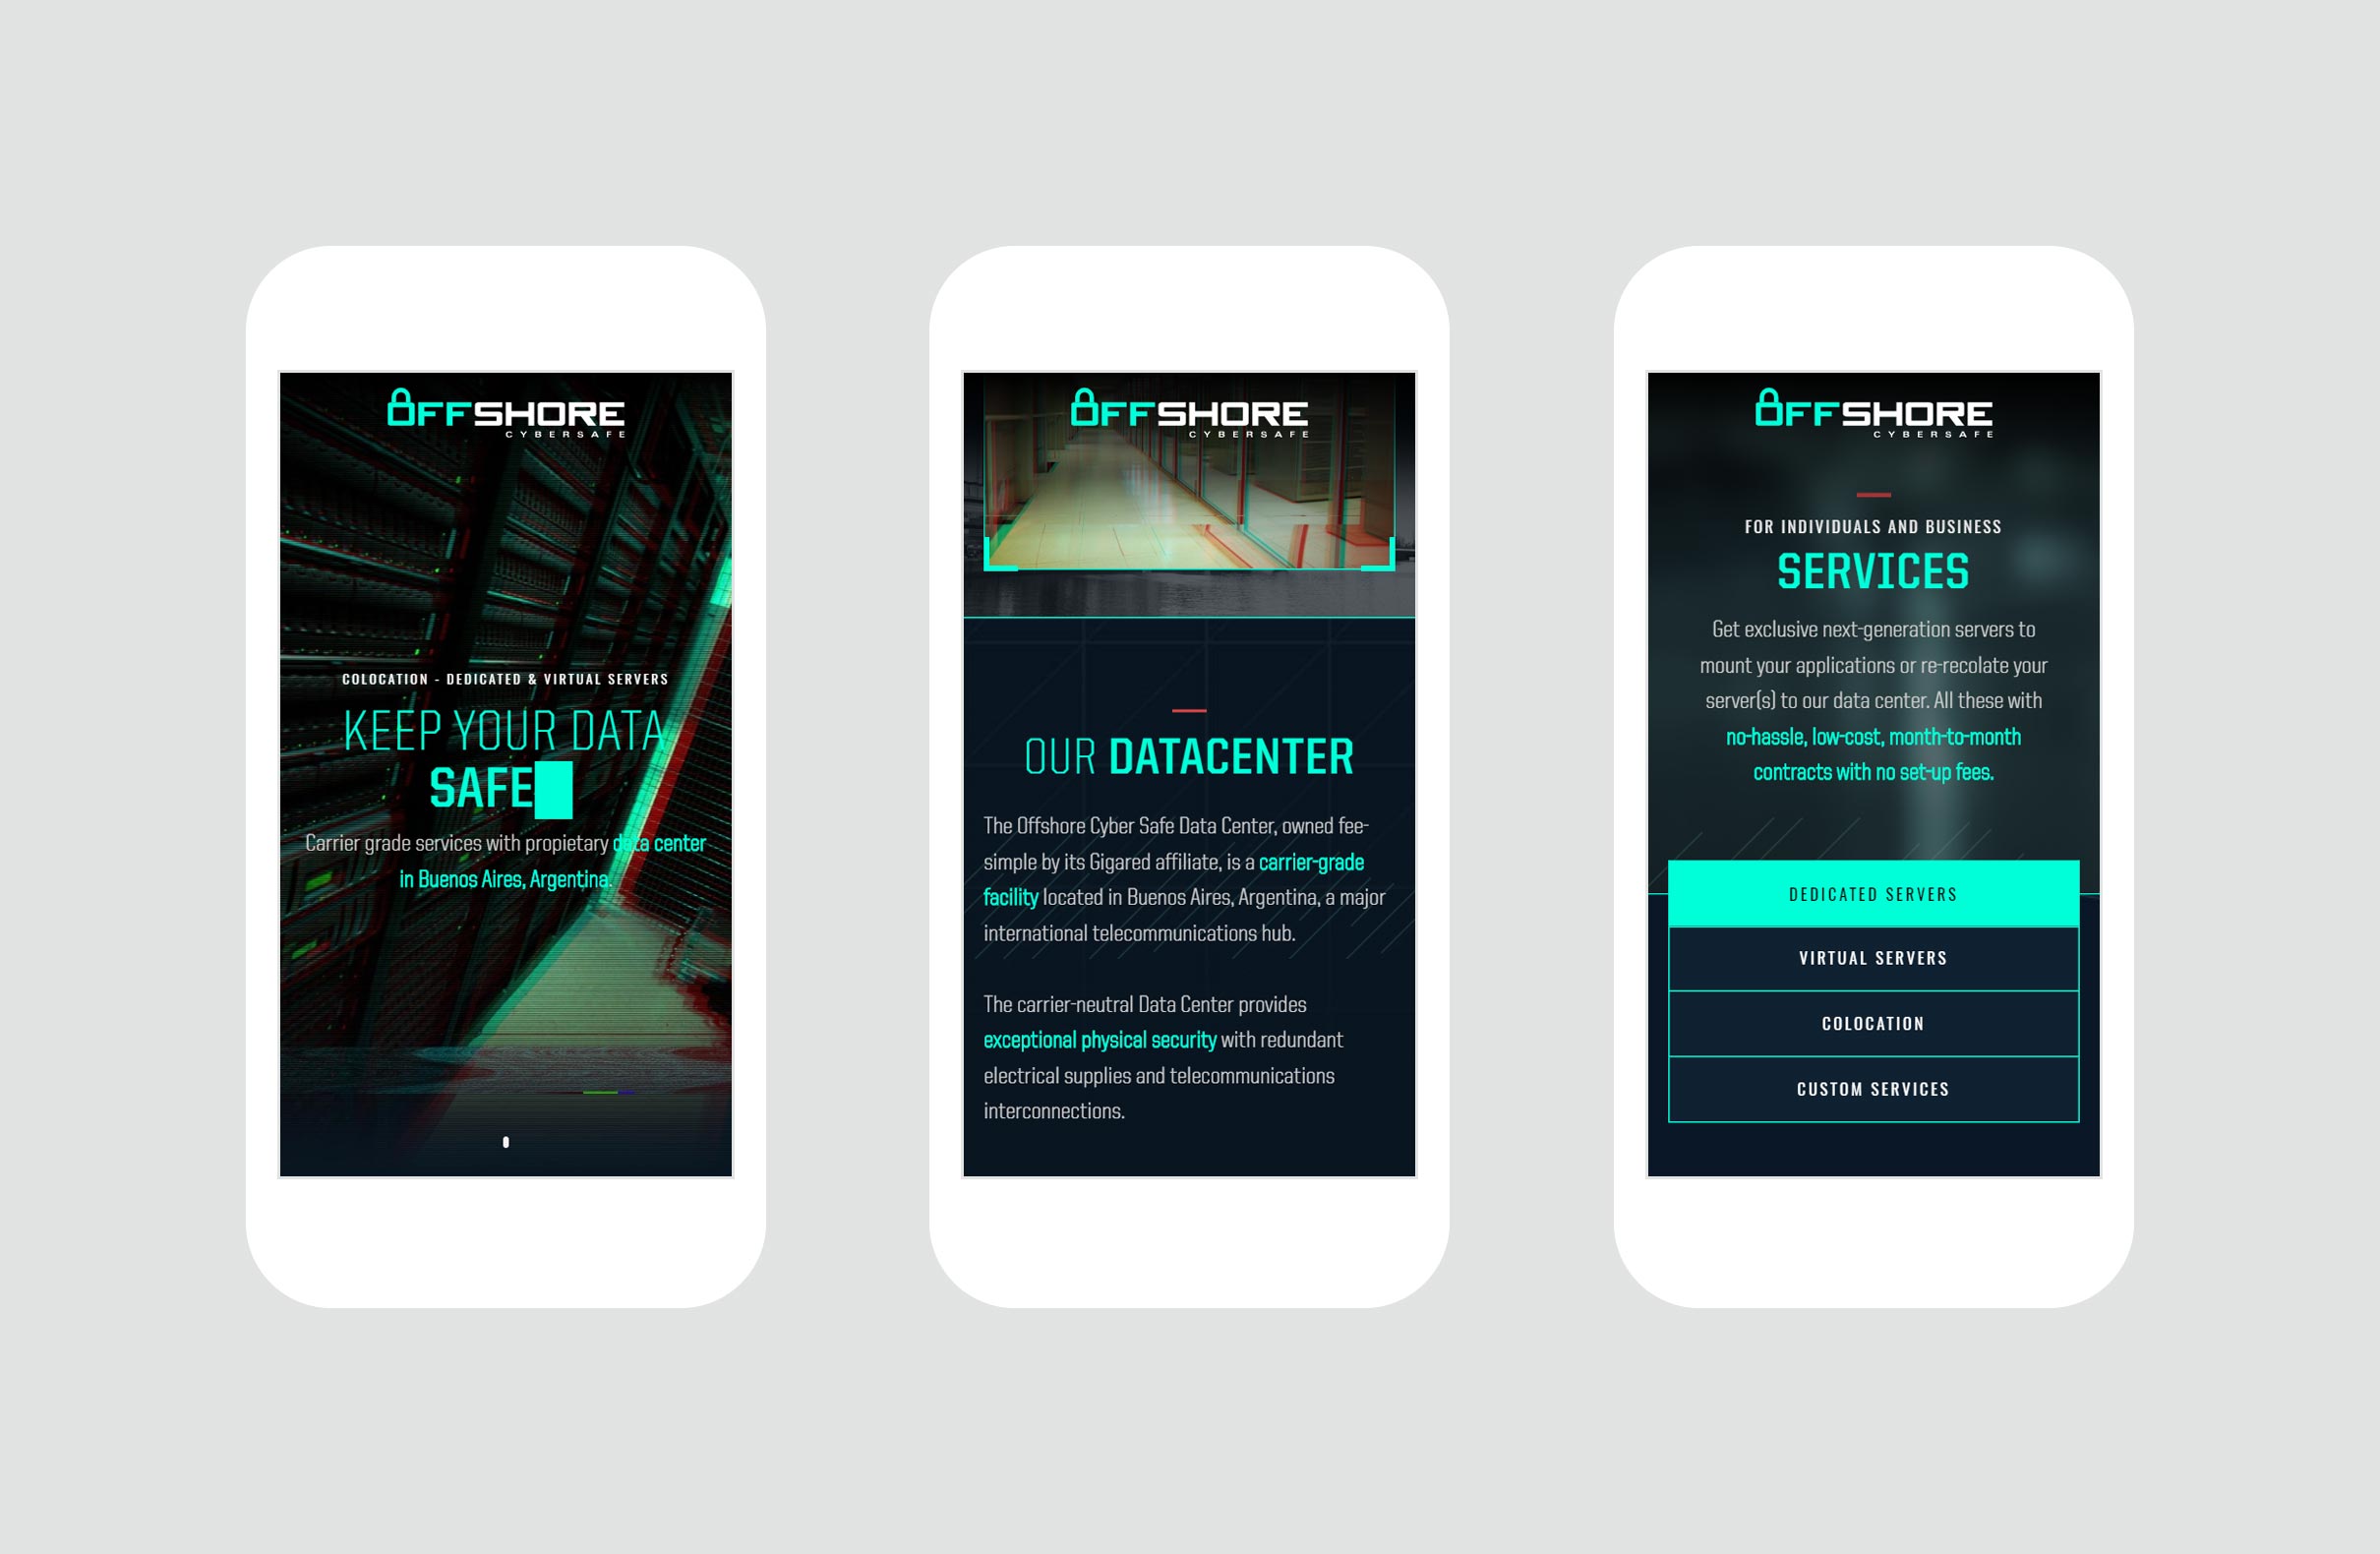 OFFSHORE
CYBERSAFE
COLOCATION - DEDICATED & VIRTUAL SERVERS
KEEP YOUR DATA
SAFE
Carrier grade services with propietary data center
in Buenos Aires, Argentina.
OFFSHORE
CYBERSAFE
OUR DATACENTER
The Offshore Cyber Safe Data Center, owned fee-
simple by its Gigared affiliate, is a carrier-grade
facility located in Buenos Aires, Argentina, a major
international telecommunications hub.
The carrier-neutral Data Center provides
exceptional physical security with redundant
electrical supplies and telecommunications
interconnections.
OFFSHORE
CYBERSAFE
FOR INDIVIDUALS AND BUSINESS
SERVICES
Get exclusive next-generation servers to
mount your applications or re-recolate your
server(s) to our data center. All these with
no-hassle, low-cost, month-to-month
contracts with no set-up fees.
DEDICATED SERVERS
VIRTUAL SERVERS
COLOCATION
CUSTOM SERVICES